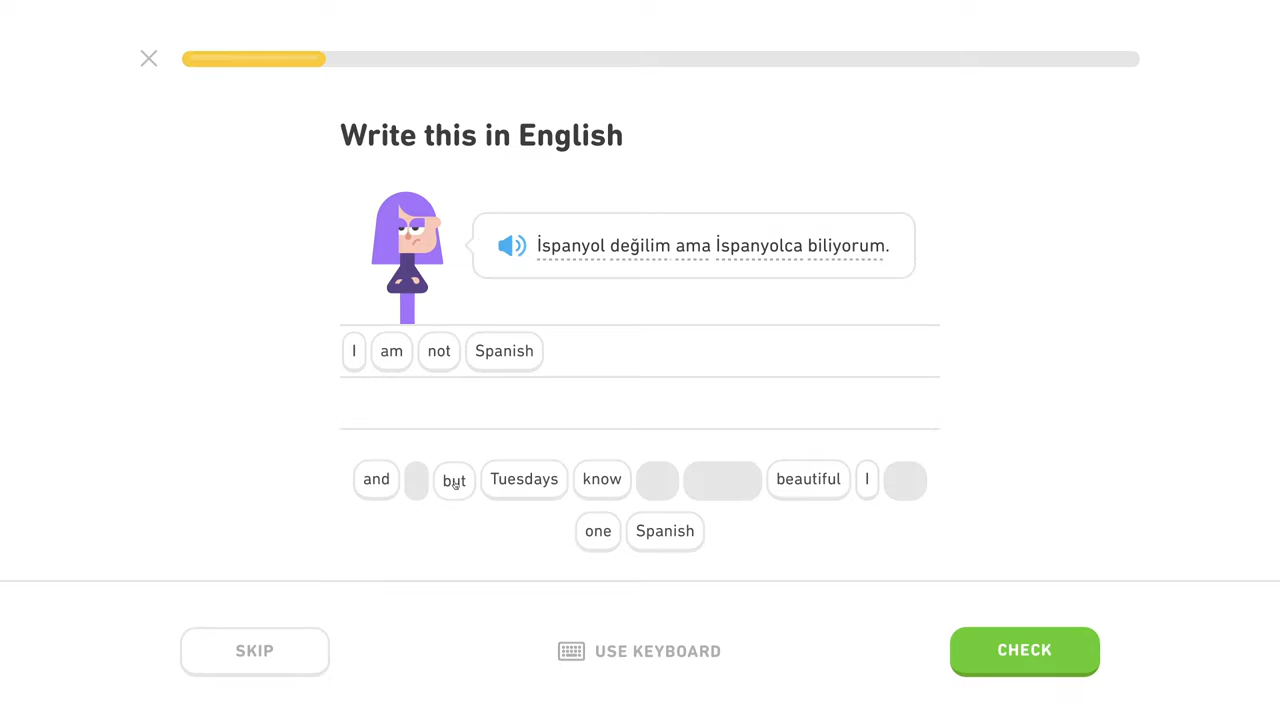 Write this in English
İspanyol değilim ama İspanyolca biliyorum.
I am not Spanish
and but Tuesdays know beautiful I
one Spanish
SKIP USE KEYBOARD CHECK